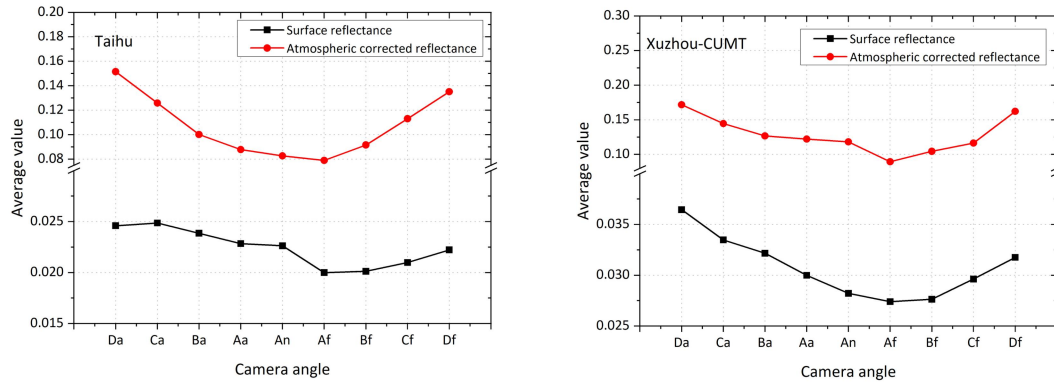 Taihu
Surface reflectance
Atmospheric corrected reflectance
0.20
0.18
0.16
0.14
0.12
0.10
0.08
0.025
0.020
0.015
Average value
Da Ca Ba Aa An Af Bf Cf Df
Camera angle
Xuzhou-CUMT
Surface reflectance
Atmospheric corrected reflectance
0.30
0.25
0.20
0.15
0.10
0.035
0.030
0.025
Average value
Da Ca Ba Aa An Af Bf Cf Df
Camera angle